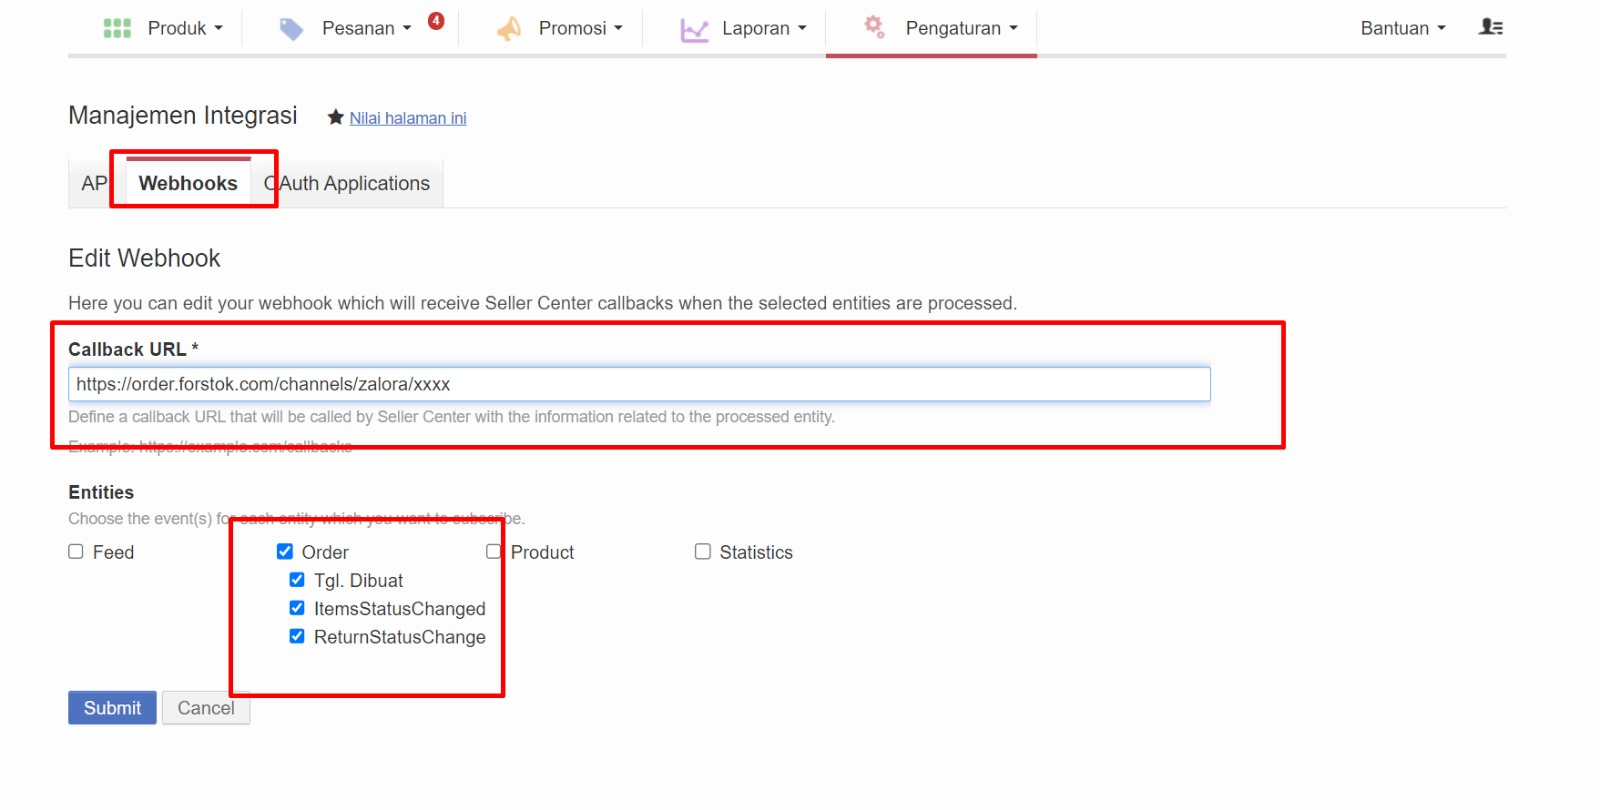 Produk Pesanan 4 Promosi Laporan Pengaturan Bantuan
Manajemen Integrasi Nilai halaman ini
AP Webhooks OAuth Applications
Edit Webhook
Here you can edit your webhook which will receive Seller Center callbacks when the selected entities are processed.
Callback URL *
https://order.forstok.com/channels/zalora/xxxx
Define a callback URL that will be called by Seller Center with the information related to the processed entity.
Example: https://example.com/callbacks
Entities
Choose the event(s) for each entity which you want to subscribe.
Feed Order Product Statistics
Tgl. Dibuat
ItemsStatusChanged
ReturnStatusChange
Submit Cancel